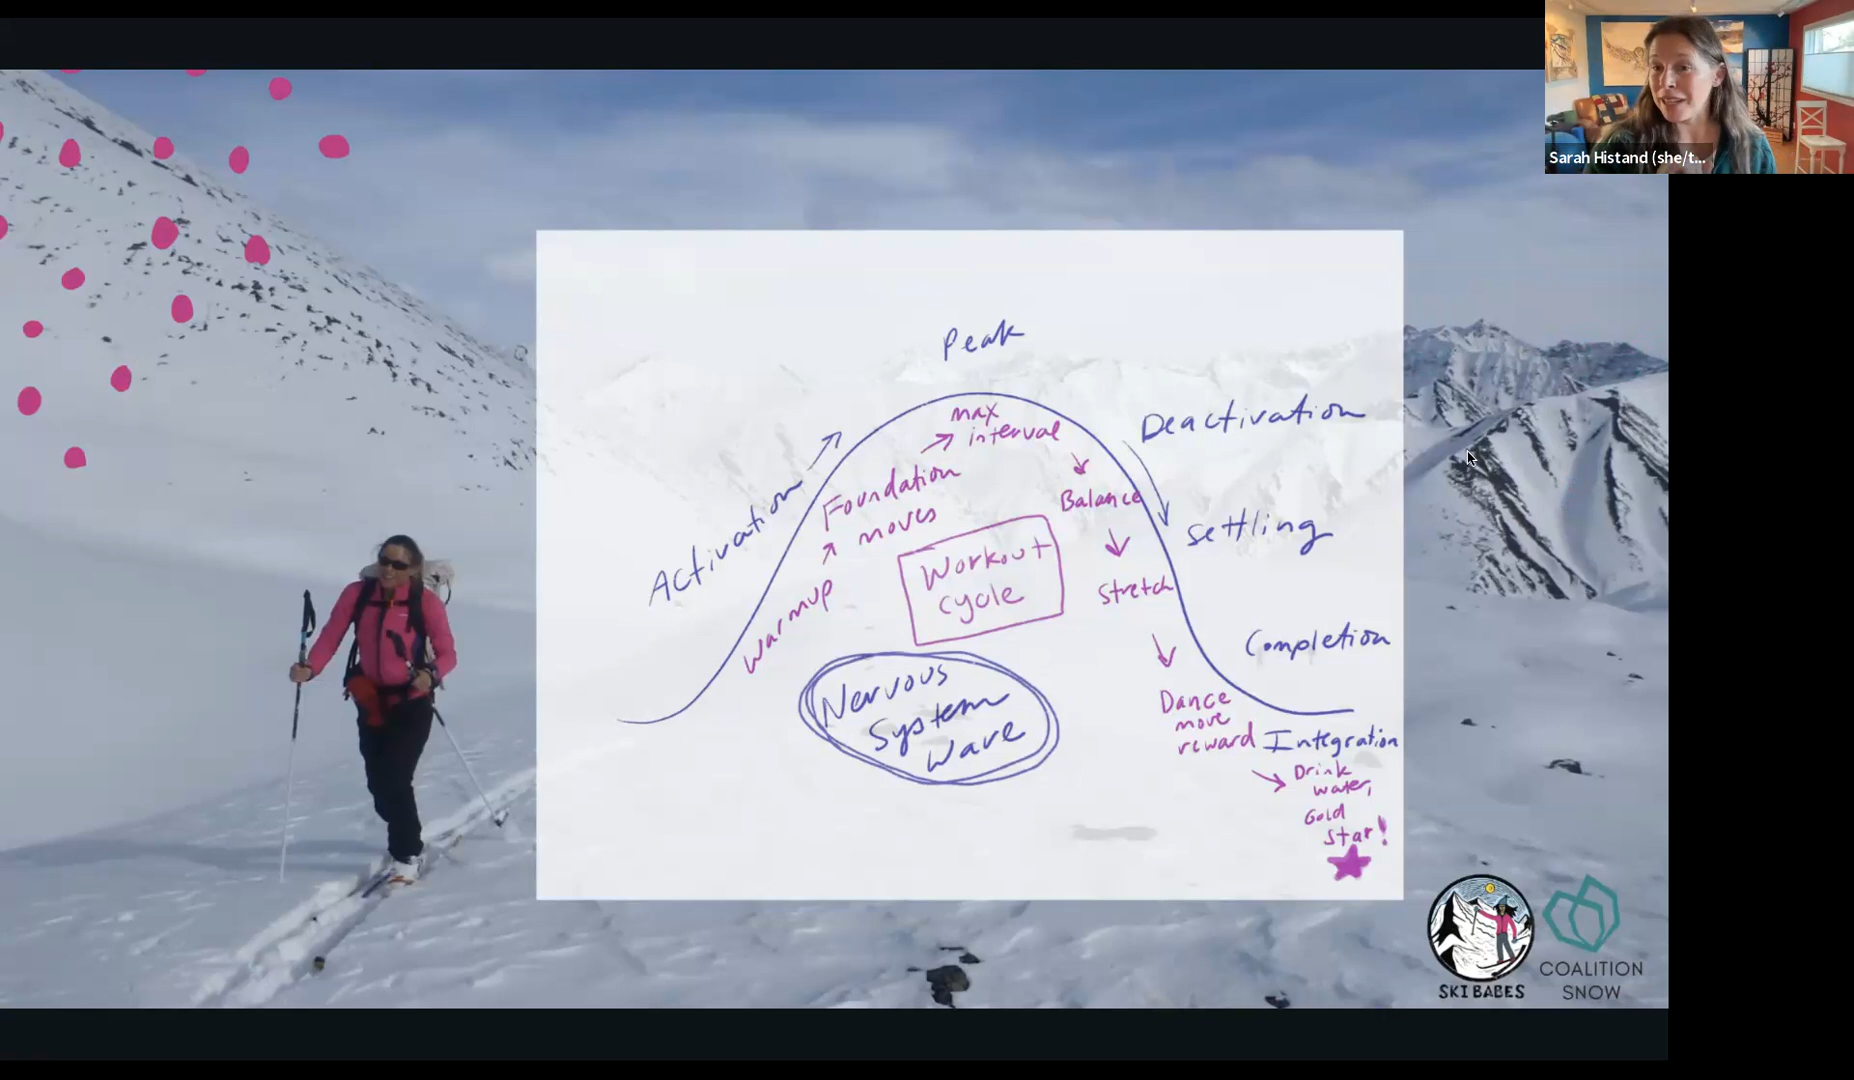 Sarah Histand (she/t...
Peak
Activation
Deactivation
settling
Completion
Integration
Warmup
Foundation
moves
max
interval
Balance
Stretch
Dance
move
reward
Drink
water,
Gold
Star!
Workout
cycle
Nervous
System
Wave
SKI BABES
COALITION
SNOW